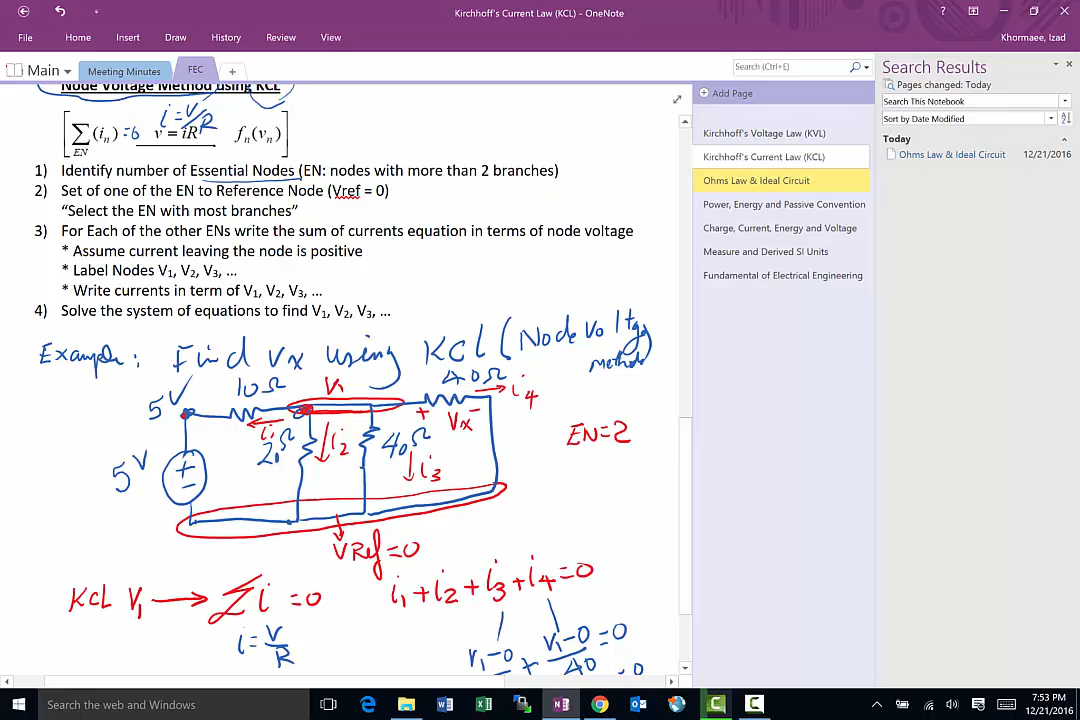 Kirchhoff's Current Law (KCL) - OneNote
?
File Home Insert Draw History Review View
Khormaee, Izad
Main Meeting Minutes FEC +
Search (Ctrl+E)
Search Results
Pages changed: Today
Search This Notebook
Sort by Date Modified
Today
Ohms Law & Ideal Circuit 12/21/2016
Add Page
Kirchhoff's Voltage Law (KVL)
Kirchhoff's Current Law (KCL)
Ohms Law & Ideal Circuit
Power, Energy and Passive Convention
Charge, Current, Energy and Voltage
Measure and Derived SI Units
Fundamental of Electrical Engineering
Node Voltage Method using KCL
i=V/R
[∑(iₙ)=0 v = iR fₙ(vₙ)]
EN
1) Identify number of Essential Nodes (EN: nodes with more than 2 branches)
2) Set of one of the EN to Reference Node (Vref = 0)
“Select the EN with most branches”
3) For Each of the other ENs write the sum of currents equation in terms of node voltage
* Assume current leaving the node is positive
* Label Nodes V₁, V₂, V₃, ...
* Write currents in term of V₁, V₂, V₃, ...
4) Solve the system of equations to find V₁, V₂, V₃, ...
Example: Find Vx using KCL (Node Voltage
method
10Ω V₁ 40Ω
5V i₄
+ Vx -
i₁ 20Ω i₂ 40Ω
i₃
EN=2
5V
+
-
VRef=0
KCL V₁ → ∑i =0 i₁+i₂+i₃+i₄=0
i=V/R
V₁-0 + V₁-0/40 =0
=0
Search the web and Windows
7:53 PM
12/21/2016